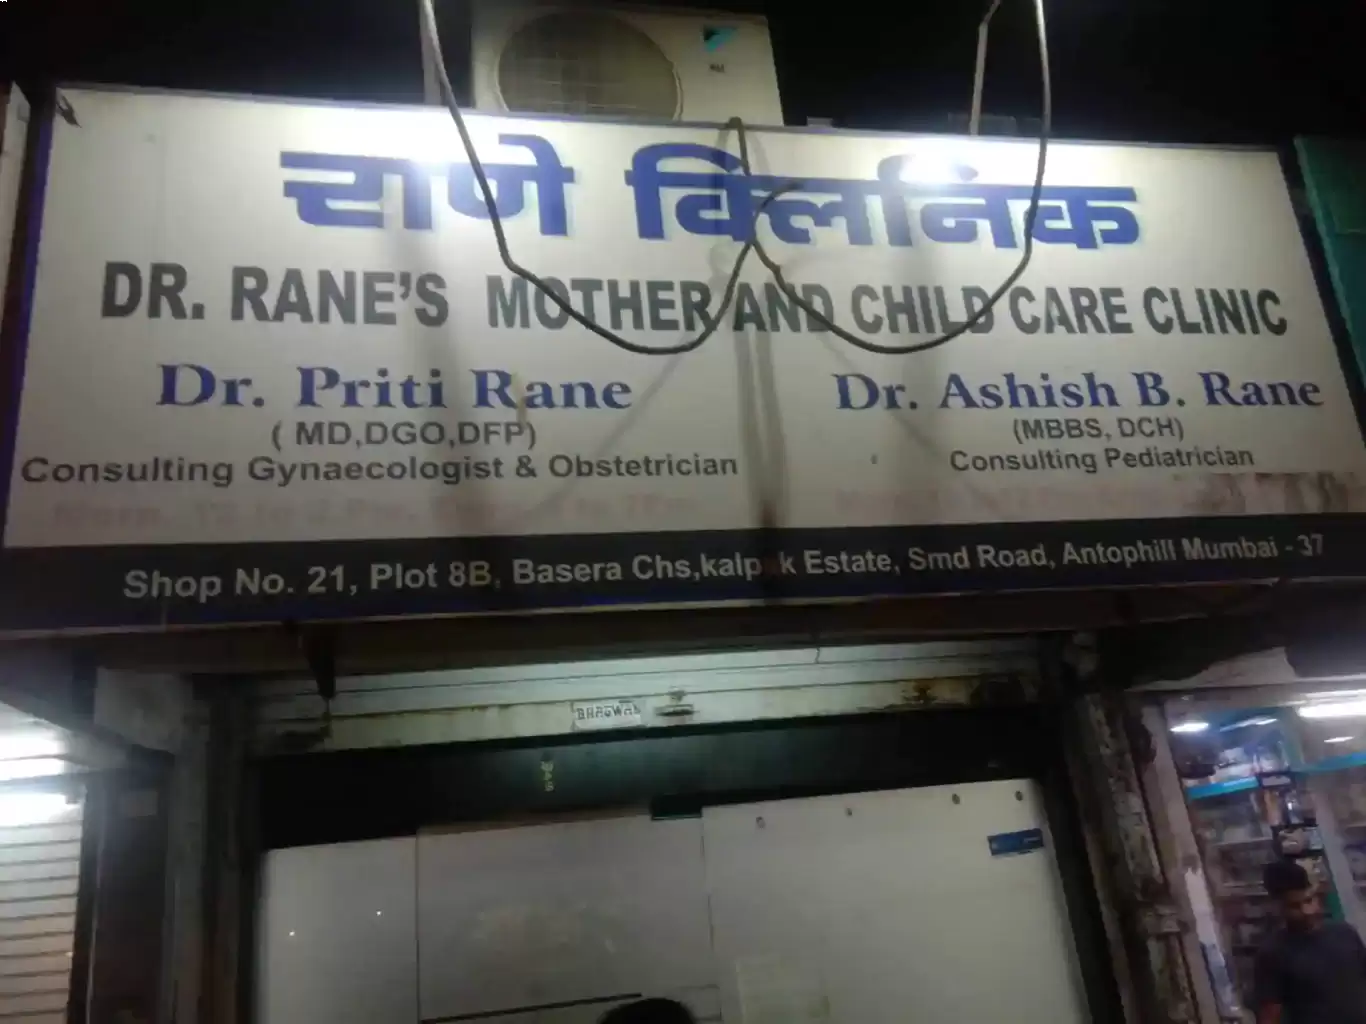 राणे क्लिनिक
DR. RANE'S MOTHER AND CHILD CARE CLINIC
Dr. Priti Rane
( MD,DGO,DFP)
Consulting Gynaecologist & Obstetrician
Dr. Ashish B. Rane
(MBBS, DCH)
Consulting Pediatrician
Shop No. 21, Plot 8B, Basera Chs,kalp k Estate, Smd Road, Antophill Mumbai - 37